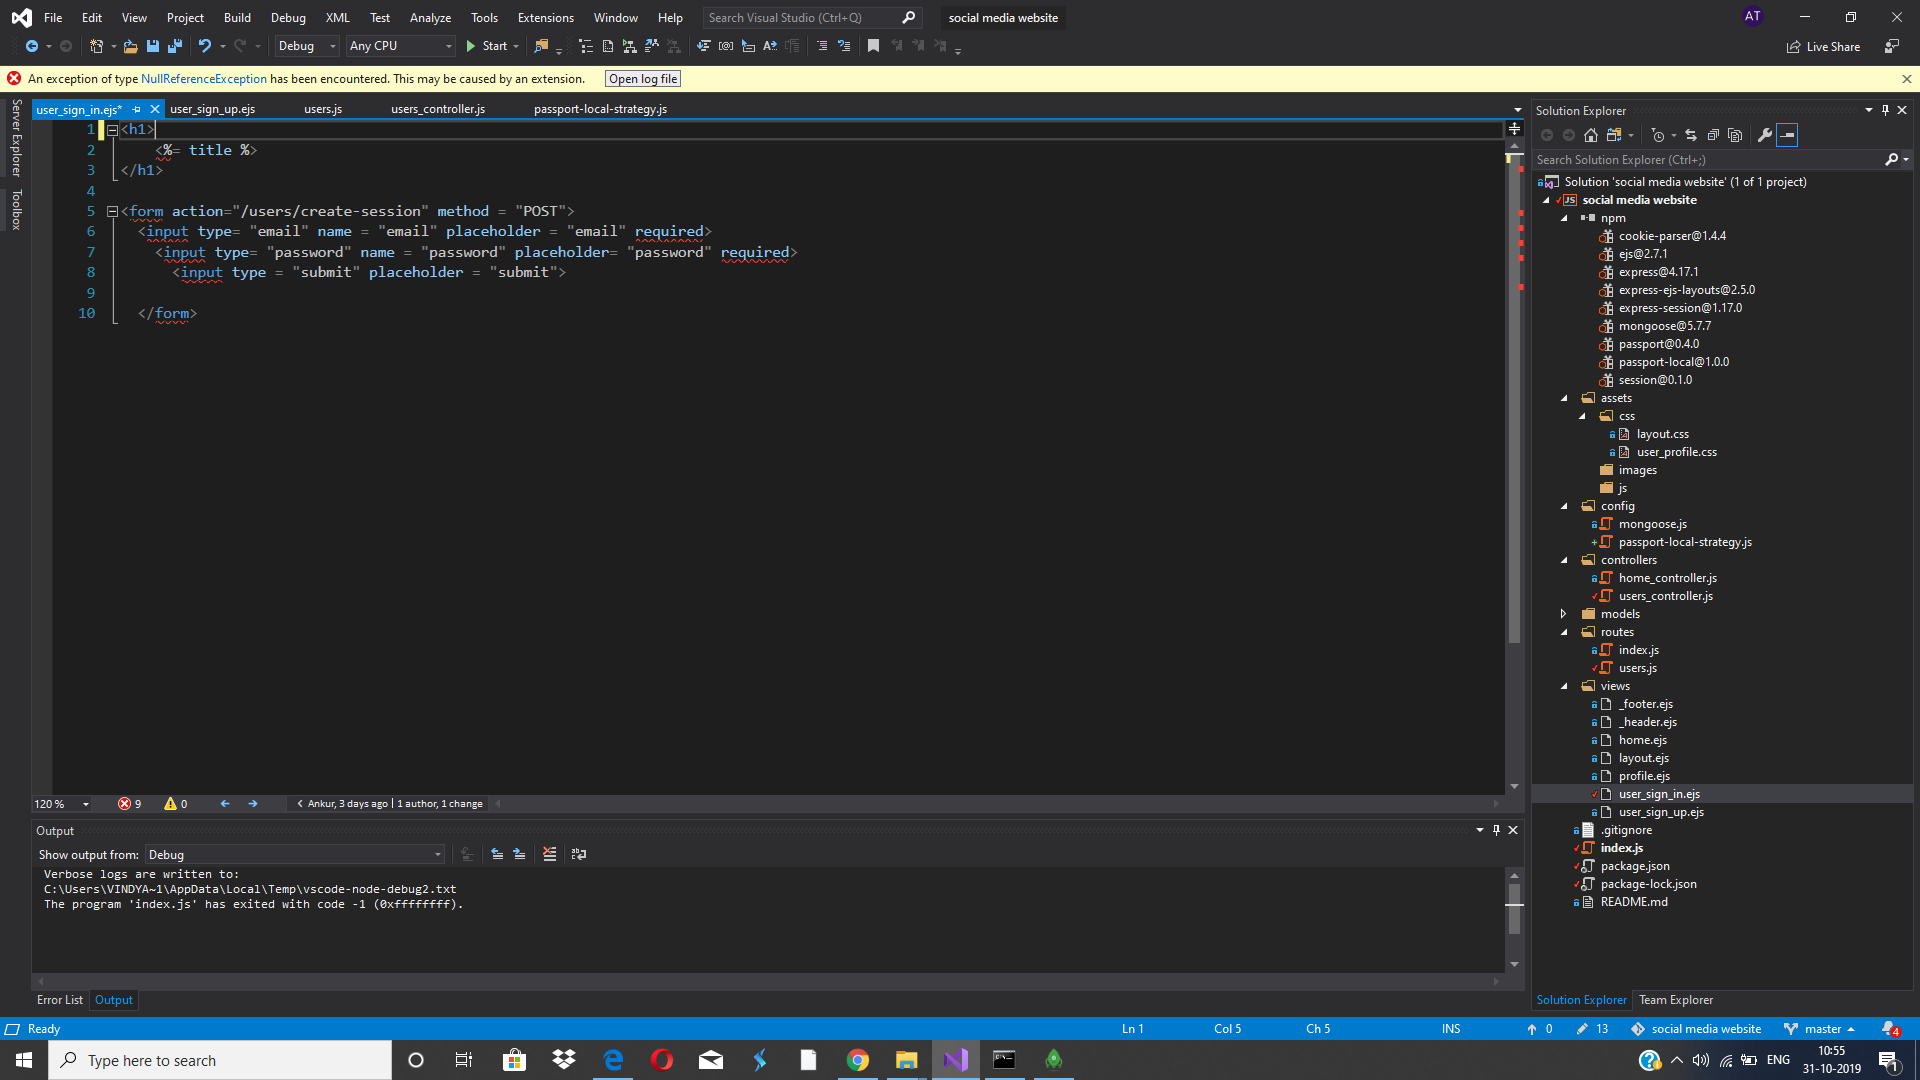 File Edit View Project Build Debug XML Test Analyze Tools Extensions Window Help Search Visual Studio (Ctrl+Q) social media website AT
Debug Any CPU Start Live Share
An exception of type NullReferenceException has been encountered. This may be caused by an extension. Open log file
Server Explorer
Toolbox
user_sign_in.ejs* user_sign_up.ejs users.js users_controller.js passport-local-strategy.js
1 <h1>
2 <%= title %>
3 </h1>
4
5 <form action="/users/create-session" method = "POST">
6 <input type= "email" name = "email" placeholder = "email" required>
7 <input type= "password" name = "password" placeholder= "password" required>
8 <input type = "submit" placeholder = "submit">
9
10 </form>
120 % 9 0 Ankur, 3 days ago | 1 author, 1 change
Output
Show output from: Debug
Verbose logs are written to:
C:\Users\VINDYA~1\AppData\Local\Temp\vscode-node-debug2.txt
The program 'index.js' has exited with code -1 (0xffffffff).
Error List Output
Solution Explorer
Search Solution Explorer (Ctrl+;)
Solution 'social media website' (1 of 1 project)
JS social media website
npm
cookie-parser@1.4.4
ejs@2.7.1
express@4.17.1
express-ejs-layouts@2.5.0
express-session@1.17.0
mongoose@5.7.7
passport@0.4.0
passport-local@1.0.0
session@0.1.0
assets
css
layout.css
user_profile.css
images
js
config
mongoose.js
passport-local-strategy.js
controllers
home_controller.js
users_controller.js
models
routes
index.js
users.js
views
_footer.ejs
_header.ejs
home.ejs
layout.ejs
profile.ejs
user_sign_in.ejs
user_sign_up.ejs
.gitignore
index.js
package.json
package-lock.json
README.md
Solution Explorer Team Explorer
Ready Ln 1 Col 5 Ch 5 INS 0 13 social media website master 4
Type here to search ENG 10:55
31-10-2019 1